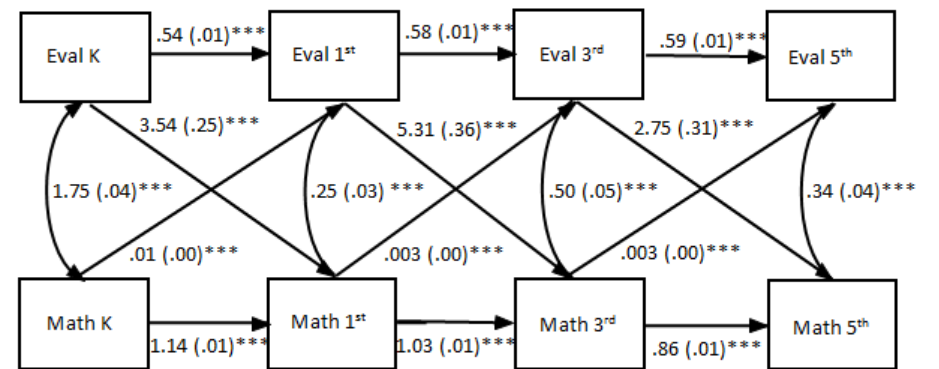 .54 (.01)***
.58 (.01)***
.59 (.01)***
Eval K
Eval 1st
Eval 3rd
Eval 5th
3.54 (.25)***
5.31 (.36)***
2.75 (.31)***
1.75 (.04)***
.25 (.03) ***
.50 (.05)***
.34 (.04)***
.01 (.00)***
.003 (.00)***
.003 (.00)***
Math K
Math 1st
Math 3rd
Math 5th
1.14 (.01)***
1.03 (.01)***
.86 (.01)***